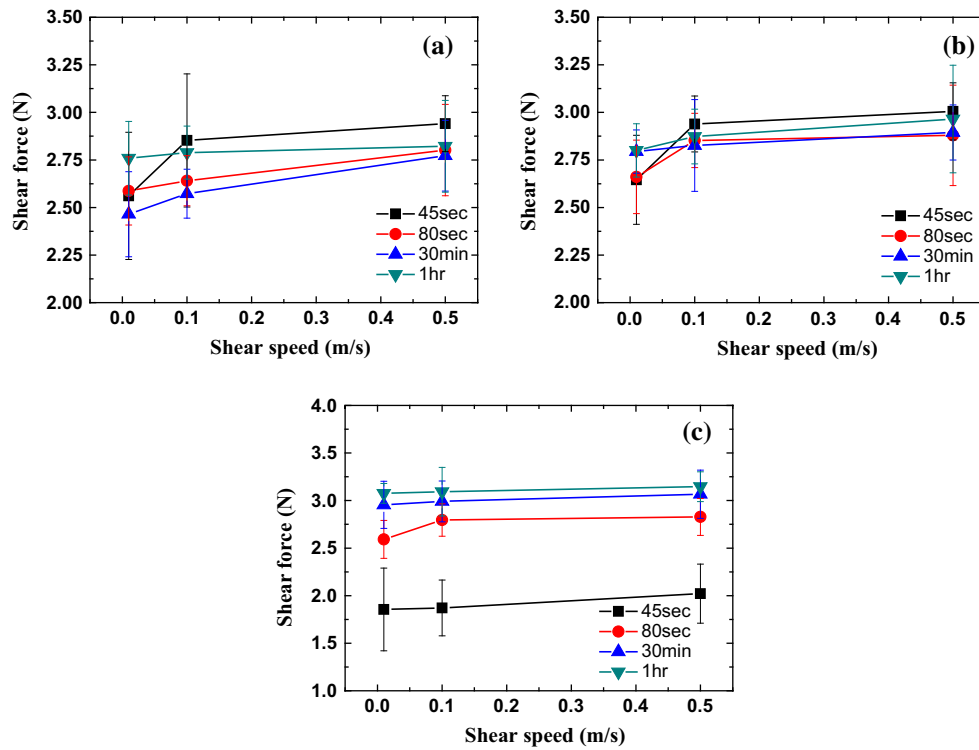 (a)
3.50
3.25
3.00
2.75
2.50
2.25
2.00
Shear force (N)
45sec
80sec
30min
1hr
0.0 0.1 0.2 0.3 0.4 0.5
Shear speed (m/s)
(b)
3.50
3.25
3.00
2.75
2.50
2.25
2.00
Shear force (N)
45sec
80sec
30min
1hr
0.0 0.1 0.2 0.3 0.4 0.5
Shear speed (m/s)
(c)
4.0
3.5
3.0
2.5
2.0
1.5
1.0
Shear force (N)
45sec
80sec
30min
1hr
0.0 0.1 0.2 0.3 0.4 0.5
Shear speed (m/s)